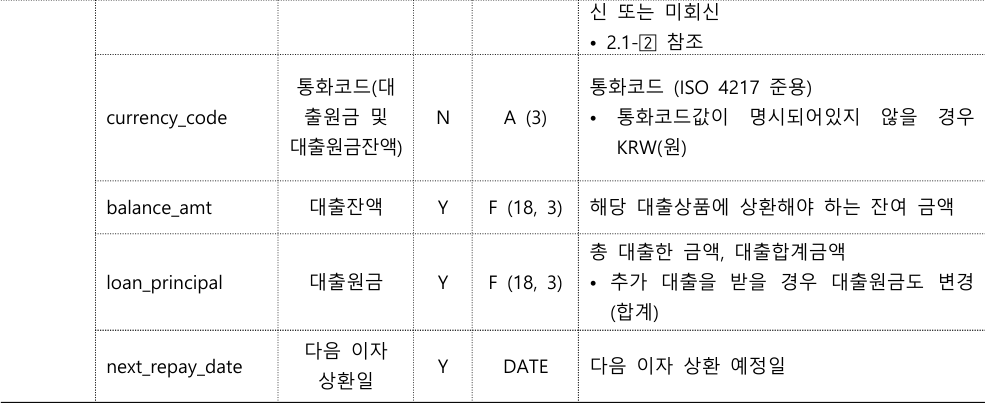 신 또는 미회신
• 2.1-② 참조
currency_code
통화코드(대
출원금 및
대출원금잔액)
N
A (3)
통화코드 (ISO 4217 준용)
• 통화코드값이 명시되어있지 않을 경우
KRW(원)
balance_amt
대출잔액
Y
F (18, 3)
해당 대출상품에 상환해야 하는 잔여 금액
loan_principal
대출원금
Y
F (18, 3)
총 대출한 금액, 대출합계금액
• 추가 대출을 받을 경우 대출원금도 변경
(합계)
next_repay_date
다음 이자
상환일
Y
DATE
다음 이자 상환 예정일